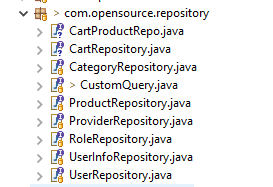 > com.opensource.repository
CartProductRepo.java
CartRepository.java
CategoryRepository.java
> CustomQuery.java
ProductRepository.java
ProviderRepository.java
RoleRepository.java
UserInfoRepository.java
UserRepository.java